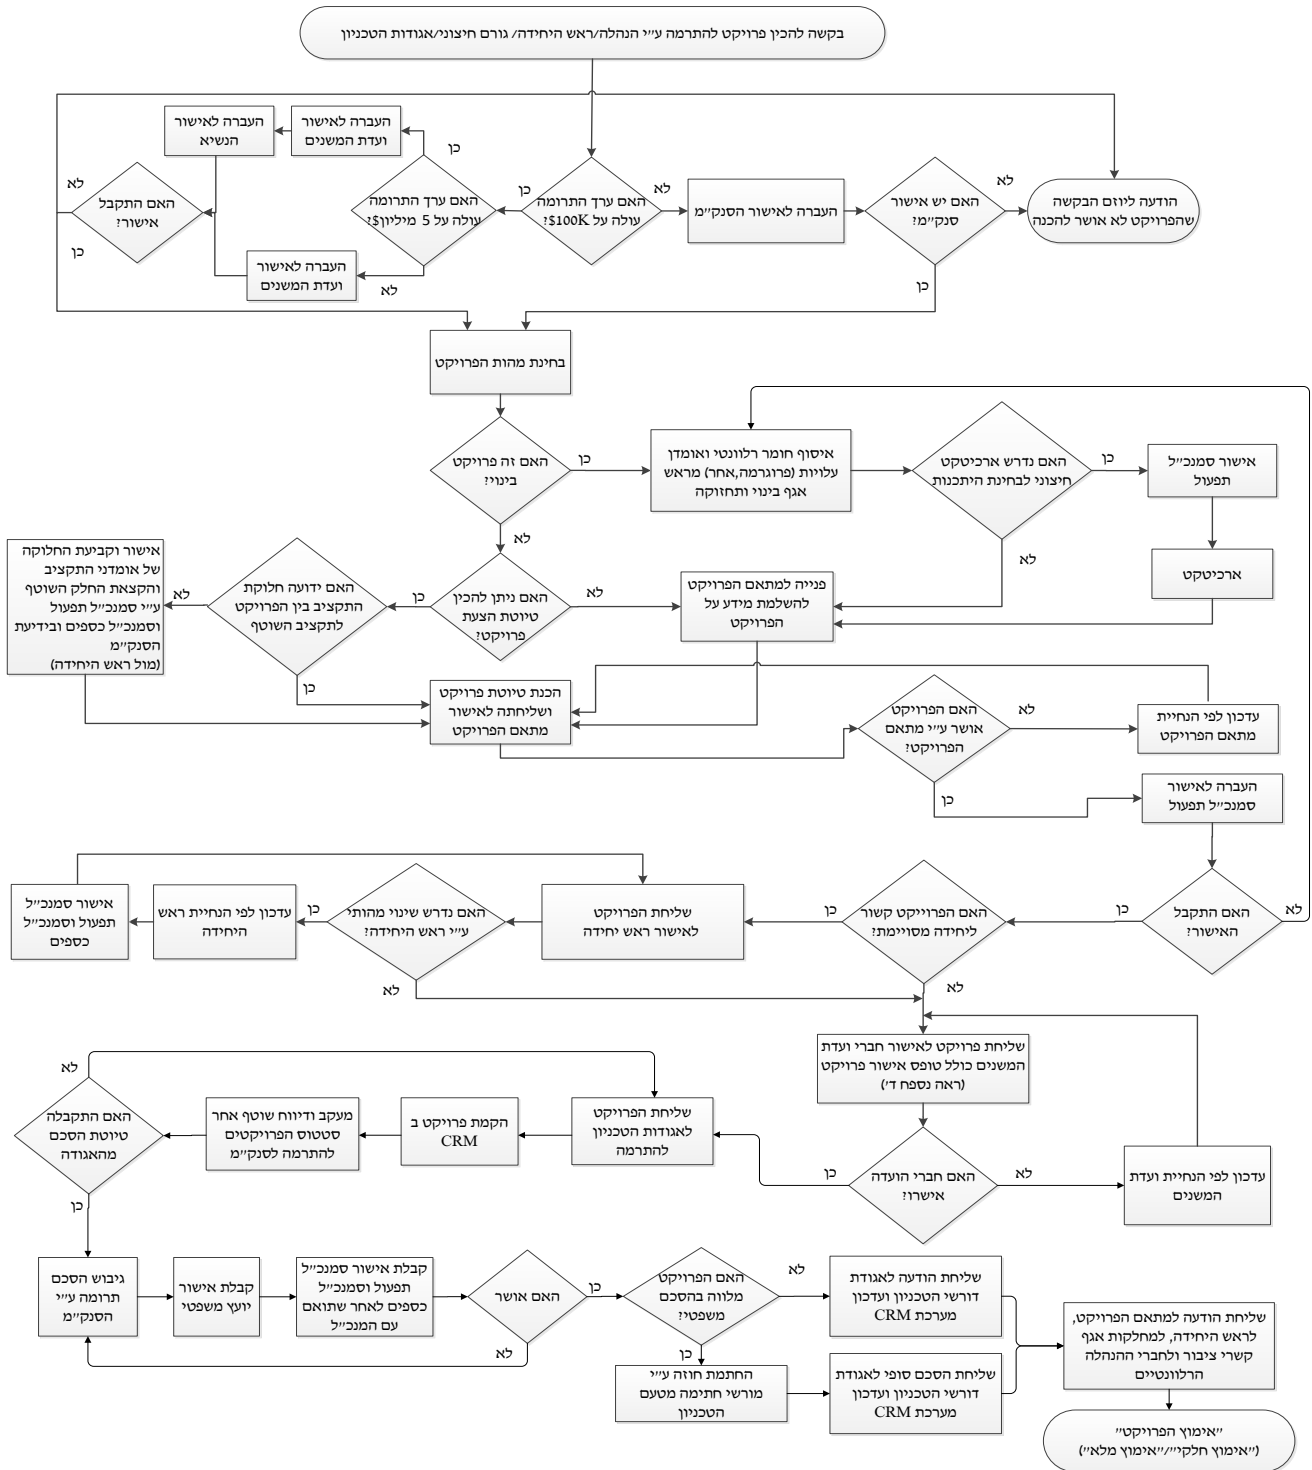 בקשה להכין פרויקט להתרמה ע״י הנהלה/ראש היחידה/ גורם חיצוני/אגודות הטכניון
העברה לאישור
ועדת המשנים
העברה לאישור
הנשיא
כן
לא
האם התקבל
אישור?
כן
האם ערך התרומה
עולה על 5 מיליון$?
כן
האם ערך התרומה
עולה על 100K$?
לא
העברה לאישור הסנק״מ
האם יש אישור
סנק״מ?
לא
הודעה ליוזם הבקשה
שהפרויקט לא אושר להכנה
העברה לאישור
ועדת המשנים
לא
כן
בחינת מהות הפרויקט
האם זה פרויקט
בינוי?
כן
איסוף חומר רלוונטי ואומדן
עלויות (פרוגרמה,אחר) מראש
אגף בינוי ותחזוקה
האם נדרש ארכיטקט
חיצוני לבחינת היתכנות
כן
אישור סמנכ״ל
תפעול
לא
לא
ארכיטקט
אישור וקביעת החלוקה
של אומדני התקציב
והקצאת החלק השוטף
ע״י סמנכ״ל תפעול
וסמנכ״ל כספים ובידיעת
הסנק״מ
(מול ראש היחידה)
לא
האם ידועה חלוקת
התקציב בין הפרויקט
לתקציב השוטף
כן
האם ניתן להכין
טיוטת הצעת
פרויקט?
לא
פנייה למתאם הפרויקט
להשלמת מידע על
הפרויקט
כן
הכנת טיוטת פרויקט
ושליחתה לאישור
מתאם הפרויקט
האם הפרויקט
אושר ע״י מתאם
הפרויקט?
לא
עדכון לפי הנחיית
מתאם הפרויקט
כן
העברה לאישור
סמנכ״ל תפעול
לא
האם התקבל
האישור?
כן
האם הפרוייקט קשור
ליחידה מסויימת?
כן
שליחת הפרויקט
לאישור ראש יחידה
האם נדרש שינוי מהותי
ע״י ראש היחידה?
כן
עדכון לפי הנחיית ראש
היחידה
אישור סמנכ״ל
תפעול וסמנכ״ל
כספים
לא
לא
שליחת פרויקט לאישור חברי ועדת
המשנים כולל טופס אישור פרויקט
(ראה נספח ד׳)
האם חברי הועדה
אישרו?
לא
עדכון לפי הנחיית ועדת
המשנים
כן
שליחת הפרויקט
לאגודות הטכניון
להתרמה
הקמת פרויקט ב
CRM
מעקב ודיווח שוטף אחר
סטטוס הפרויקטים
להתרמה לסנק״מ
לא
האם התקבלה
טיוטת הסכם
מהאגודה
כן
גיבוש הסכם
תרומה ע״י
הסנק״מ
קבלת אישור
יועץ משפטי
קבלת אישור סמנכ״ל
תפעול וסמנכ״ל
כספים לאחר שתואם
עם המנכ״ל
האם אושר
כן
לא
האם הפרויקט
מלווה בהסכם
משפטי?
לא
שליחת הודעה לאגודת
דורשי הטכניון ועדכון
מערכת CRM
כן
החתמת חוזה ע״י
מורשי חתימה מטעם
הטכניון
שליחת הסכם סופי לאגודת
דורשי הטכניון ועדכון
מערכת CRM
שליחת הודעה למתאם הפרויקט,
לראש היחידה, למחלקות אגף
קשרי ציבור ולחברי ההנהלה
הרלוונטיים
״אימוץ הפרויקט״
(״אימוץ חלקי״/״אימוץ מלא״)